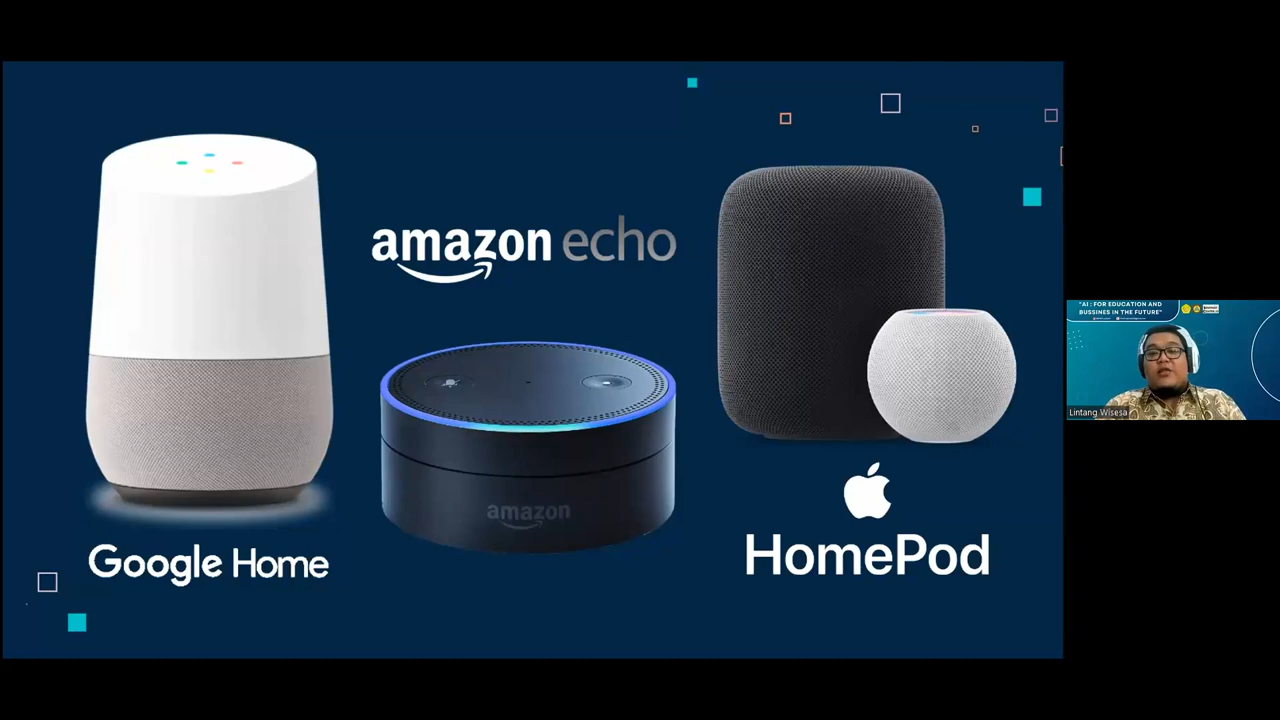 amazon echo
amazon
Google Home
HomePod
"AI : FOR EDUCATION AND
BUSSINES IN THE FUTURE"
Lintang Wisesa